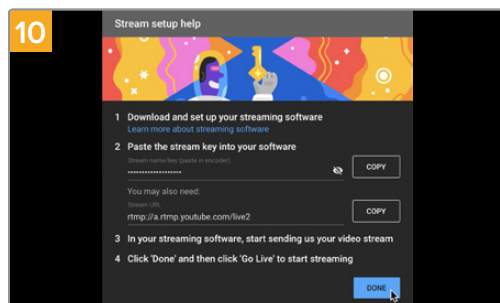 10
Stream setup help
1 Download and set up your streaming software
Learn more about streaming software
2 Paste the stream key into your software
Stream name/key (paste in encoder)
•••••••••••••••••••
COPY
You may also need:
Stream URL
rtmp://a.rtmp.youtube.com/live2
COPY
3 In your streaming software, start sending us your video stream
4 Click 'Done' and then click 'Go Live' to start streaming
DONE